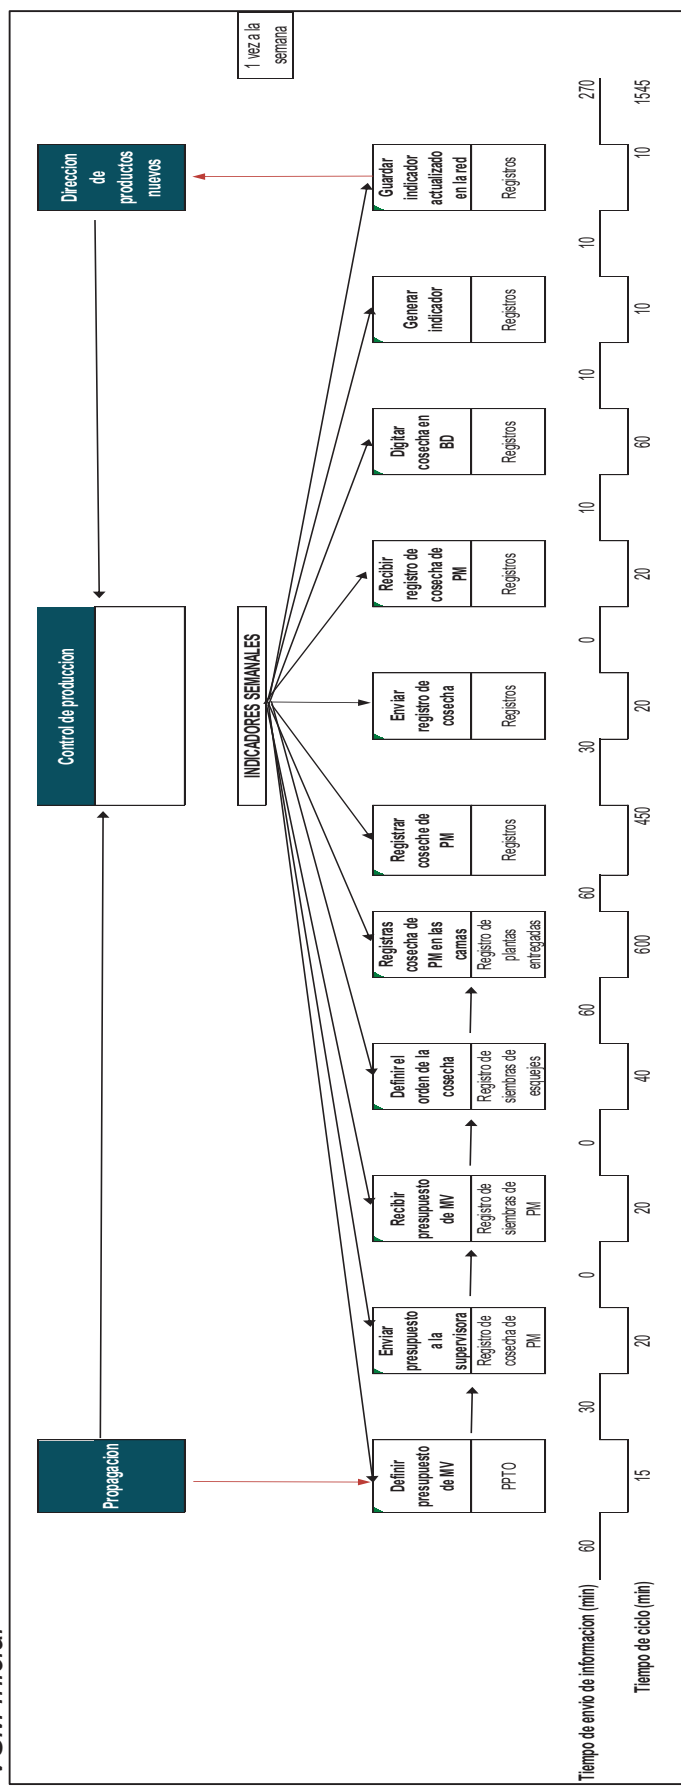 Propagacion
Control de produccion
Direccion
de
productos
nuevos
INDICADORES SEMANALES
1 vez a la
semana
Definir
presupuesto
de MV
PPTO
Enviar
presupuesto
a la
supervisora
Registro de
cosecha de
PM
Recibir
presupuesto
de MV
Registro de
siembras de
PM
Definir el
orden de la
cosecha
Registro de
siembras de
esquejes
Registras
cosecha de
PM en las
camas
Registro de
plantas
entregadas
Registrar
coseche de
PM
Registros
Enviar
registro de
cosecha
Registros
Recibir
registro de
cosecha de
PM
Registros
Digitar
cosecha en
BD
Registros
Generar
indicador
Registros
Guardar
indicador
actualizado
en la red
Registros
Tiempo de envio de informacion (min) 60 30 0 0 60 60 30 0 10 10 10 270
Tiempo de ciclo (min) 15 20 20 40 600 450 20 20 60 10 10 1545